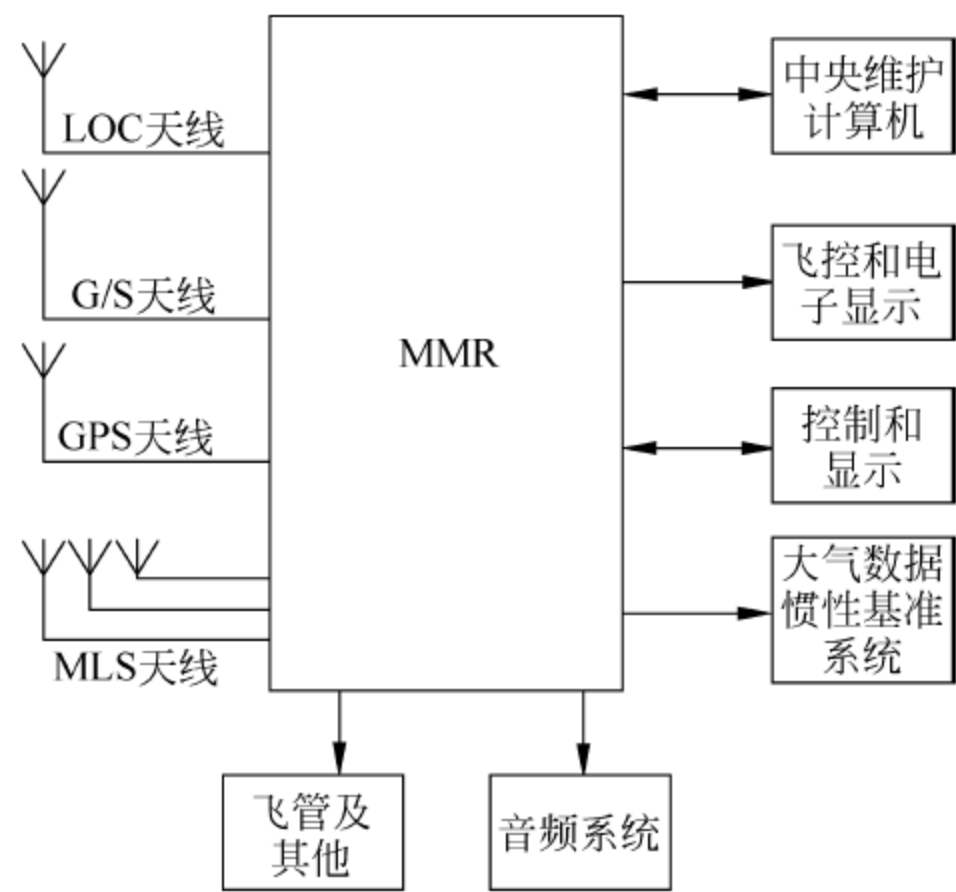 LOC天线
G/S天线
GPS天线
MLS天线
MMR
中央维护
计算机
飞控和电
子显示
控制和
显示
大气数据
惯性基准
系统
飞管及
其他
音频系统